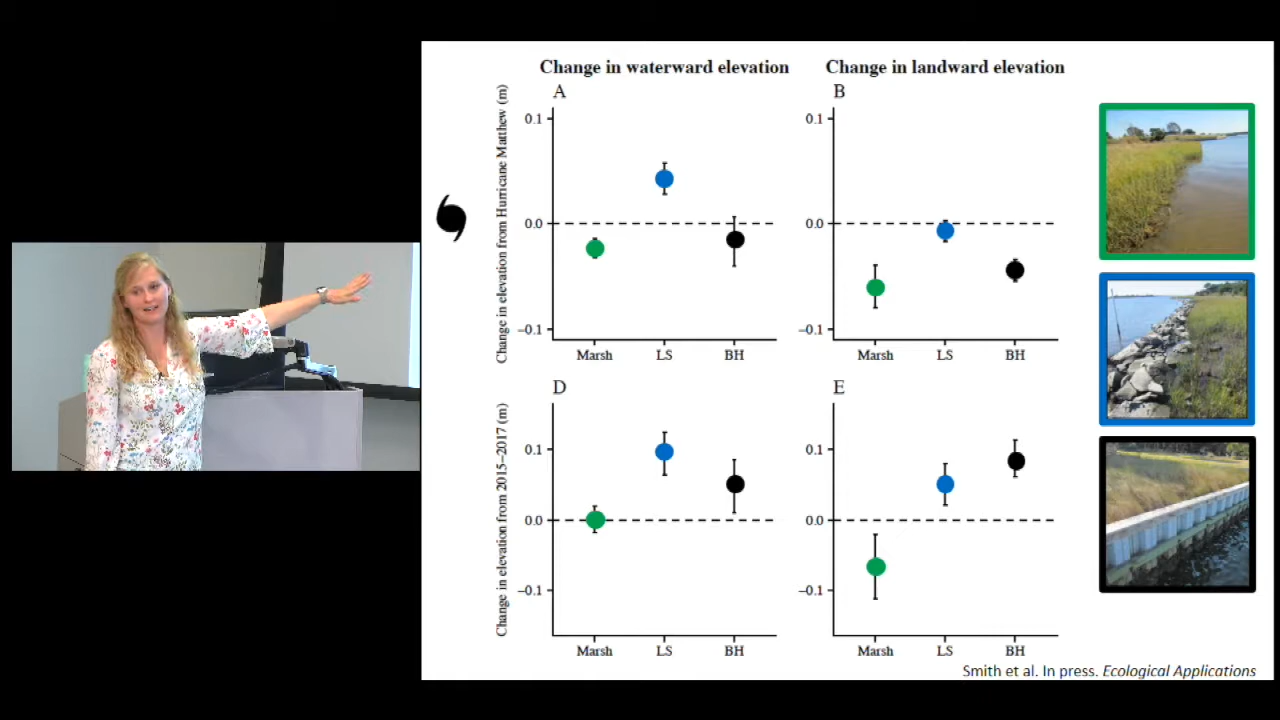 Change in waterward elevation
Change in landward elevation
A
B
Change in elevation from Hurricane Matthew (m)
0.1
0.0
−0.1
Marsh LS BH
0.1
0.0
−0.1
Marsh LS BH
D
E
Change in elevation from 2015−2017 (m)
0.1
0.0
−0.1
Marsh LS BH
0.1
0.0
−0.1
Marsh LS BH
Smith et al. In press. Ecological Applications